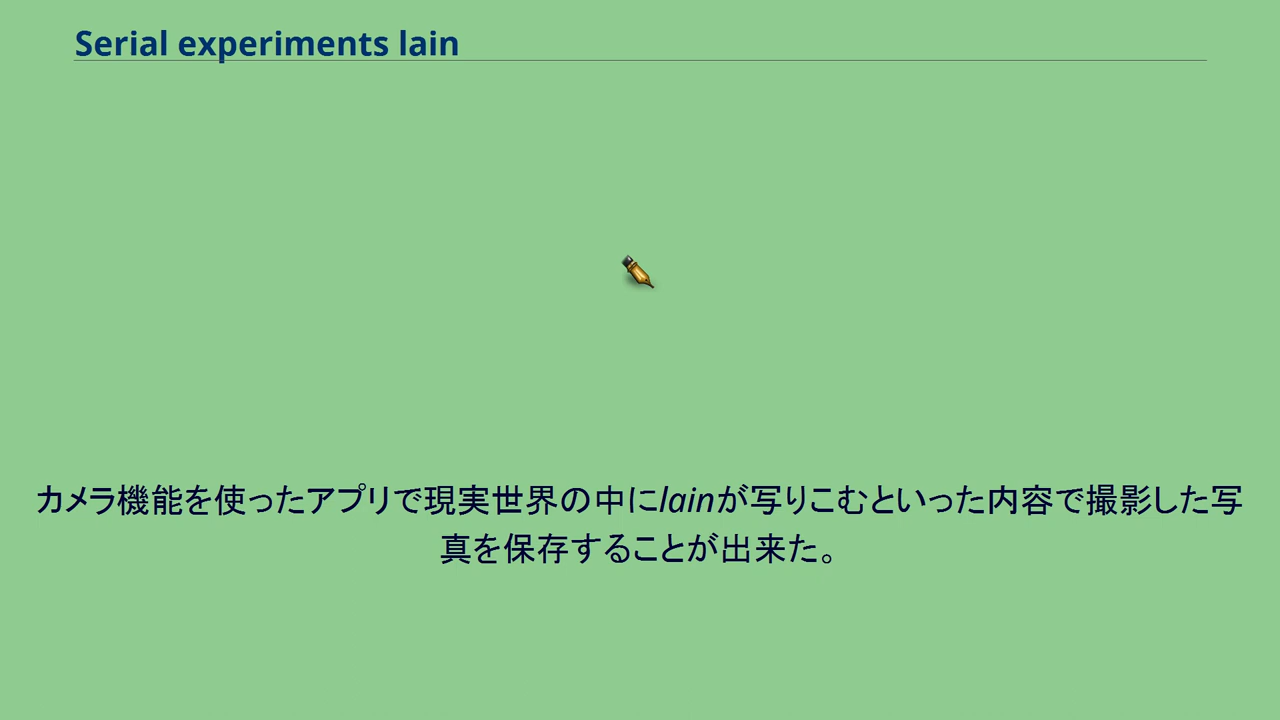 Serial experiments lain
カメラ機能を使ったアプリで現実世界の中にlainが写りこむといった内容で撮影した写
真を保存することが出来た。